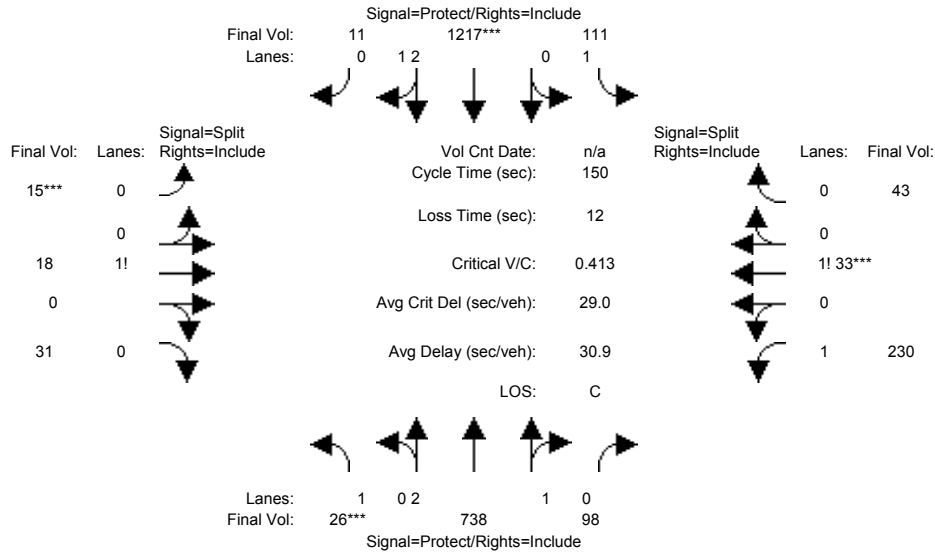 Signal=Protect/Rights=Include
Final Vol: 11 1217*** 111
Lanes: 0 1 2 0 1
Signal=Split Signal=Split
Final Vol: Lanes: Rights=Include Vol Cnt Date: n/a Rights=Include Lanes: Final Vol:
Cycle Time (sec): 150
15*** 0 0 43
Loss Time (sec): 12
0 0
18 1! Critical V/C: 0.413 1! 33***
0 Avg Crit Del (sec/veh): 29.0 0
31 0 Avg Delay (sec/veh): 30.9 1 230
LOS: C
Lanes: 1 0 2 1 0
Final Vol: 26*** 738 98
Signal=Protect/Rights=Include